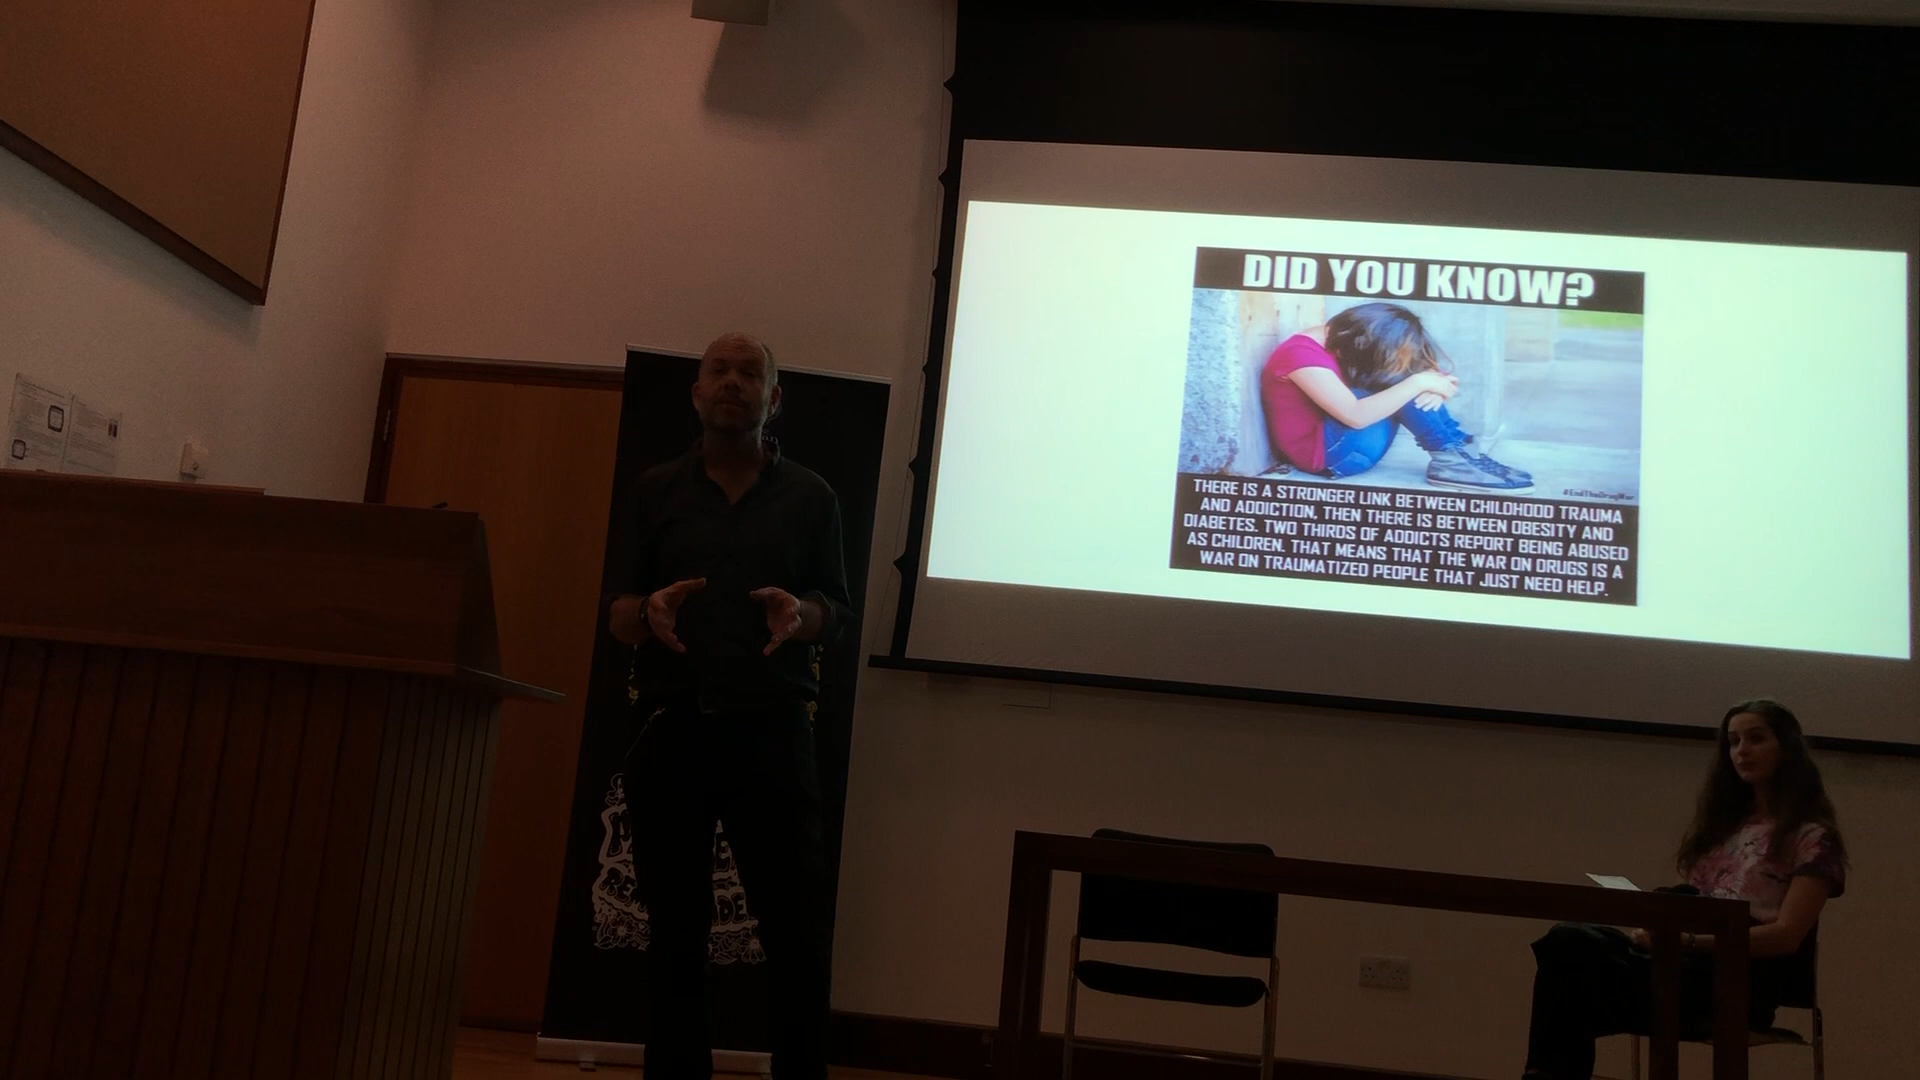 DID YOU KNOW?
#EndTheDrugWar
THERE IS A STRONGER LINK BETWEEN CHILDHOOD TRAUMA
AND ADDICTION, THEN THERE IS BETWEEN OBESITY AND
DIABETES. TWO THIRDS OF ADDICTS REPORT BEING ABUSED
AS CHILDREN. THAT MEANS THAT THE WAR ON DRUGS IS A
WAR ON TRAUMATIZED PEOPLE THAT JUST NEED HELP.